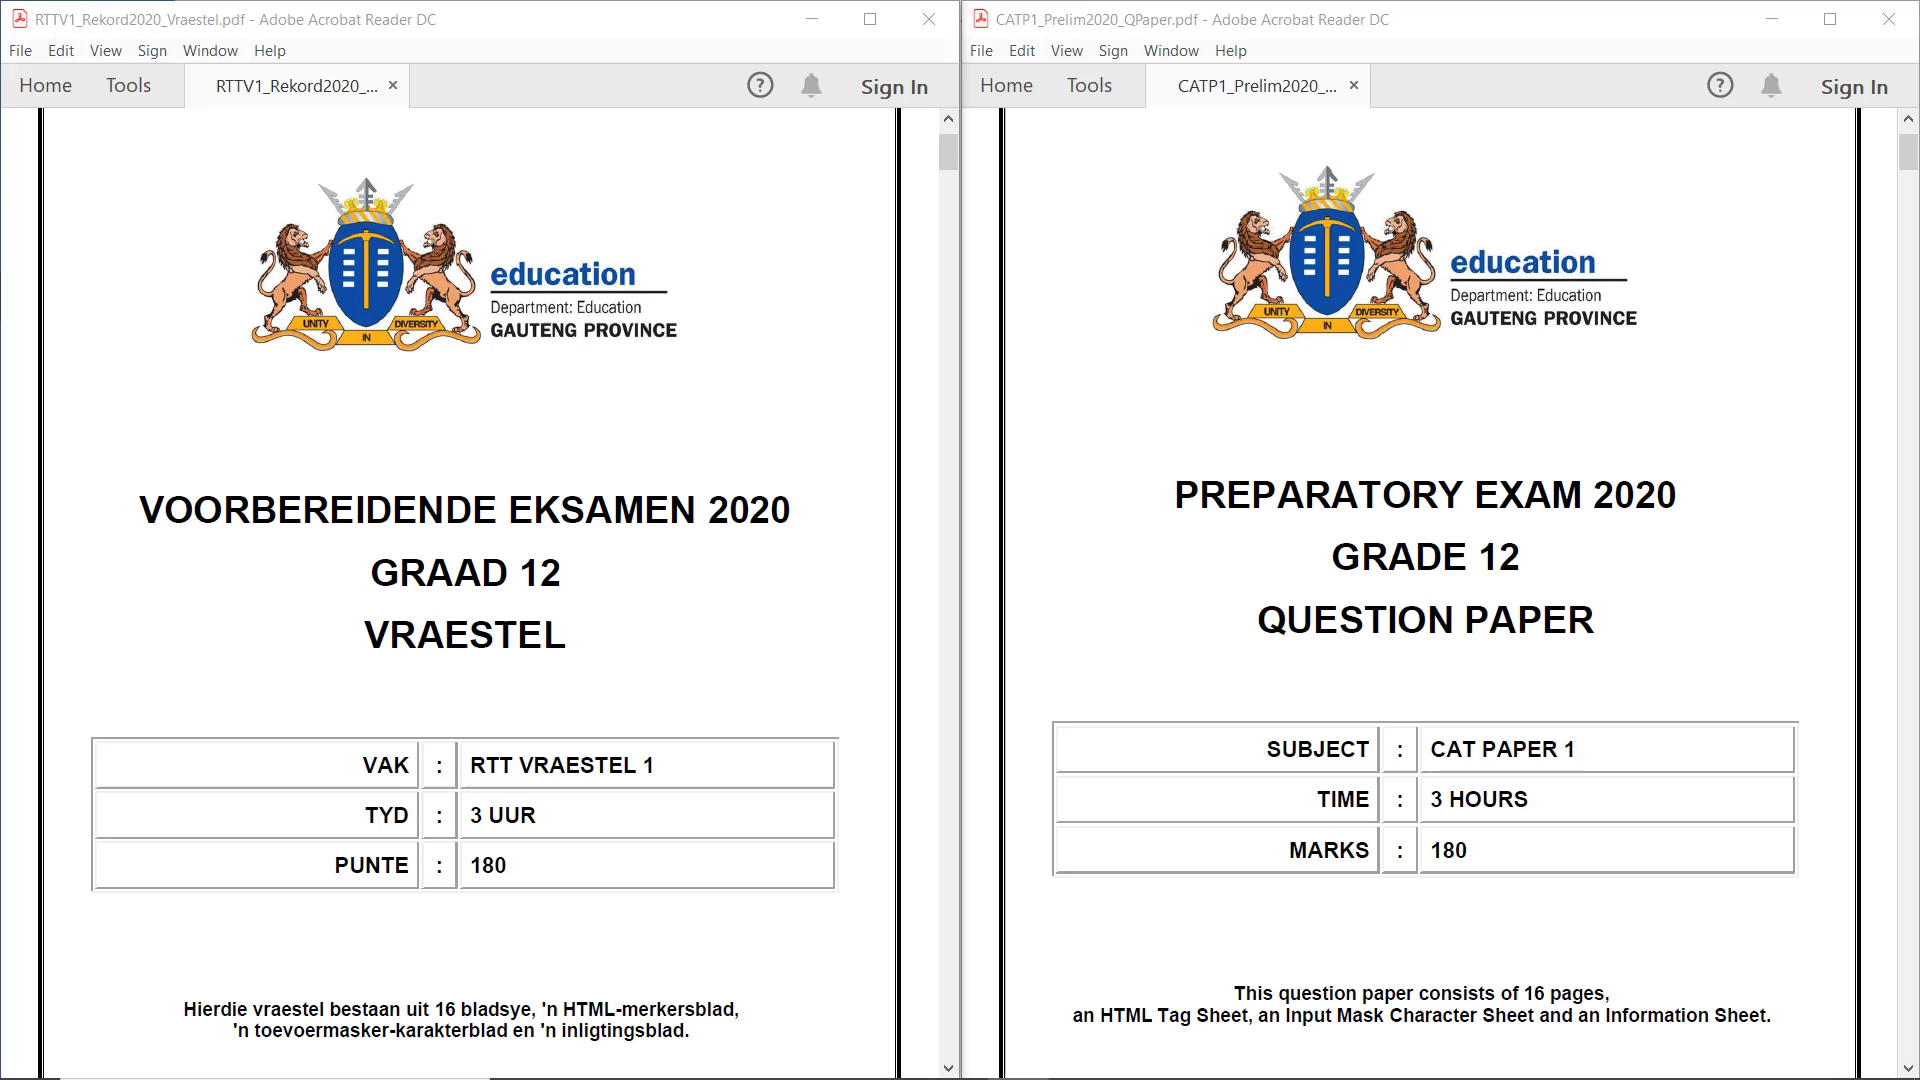 RTTV1_Rekord2020_Vraestel.pdf - Adobe Acrobat Reader DC
File Edit View Sign Window Help
Home Tools RTTV1_Rekord2020_... × ? Sign In
UNITY IN DIVERSITY
education
Department: Education
GAUTENG PROVINCE
VOORBEREIDENDE EKSAMEN 2020
GRAAD 12
VRAESTEL
VAK : RTT VRAESTEL 1
TYD : 3 UUR
PUNTE : 180
Hierdie vraestel bestaan uit 16 bladsye, 'n HTML-merkersblad,
'n toevoermasker-karakterblad en 'n inligtingsblad.
CATP1_Prelim2020_QPaper.pdf - Adobe Acrobat Reader DC
File Edit View Sign Window Help
Home Tools CATP1_Prelim2020_... × ? Sign In
UNITY IN DIVERSITY
education
Department: Education
GAUTENG PROVINCE
PREPARATORY EXAM 2020
GRADE 12
QUESTION PAPER
SUBJECT : CAT PAPER 1
TIME : 3 HOURS
MARKS : 180
This question paper consists of 16 pages,
an HTML Tag Sheet, an Input Mask Character Sheet and an Information Sheet.